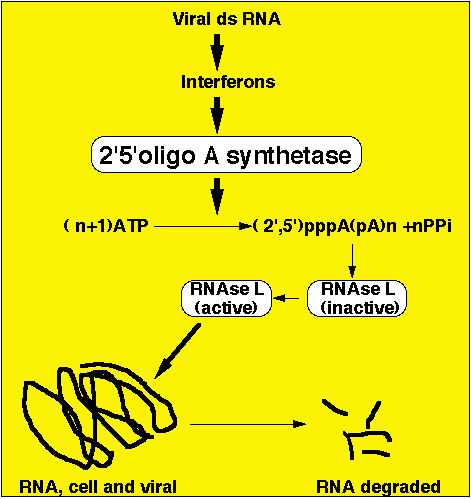 Viral ds RNA
Interferons
2'5'oligo A synthetase
( n+1)ATP
( 2',5')pppA(pA)n +nPPi
RNAse L
(active)
RNAse L
(inactive)
RNA, cell and viral
RNA degraded